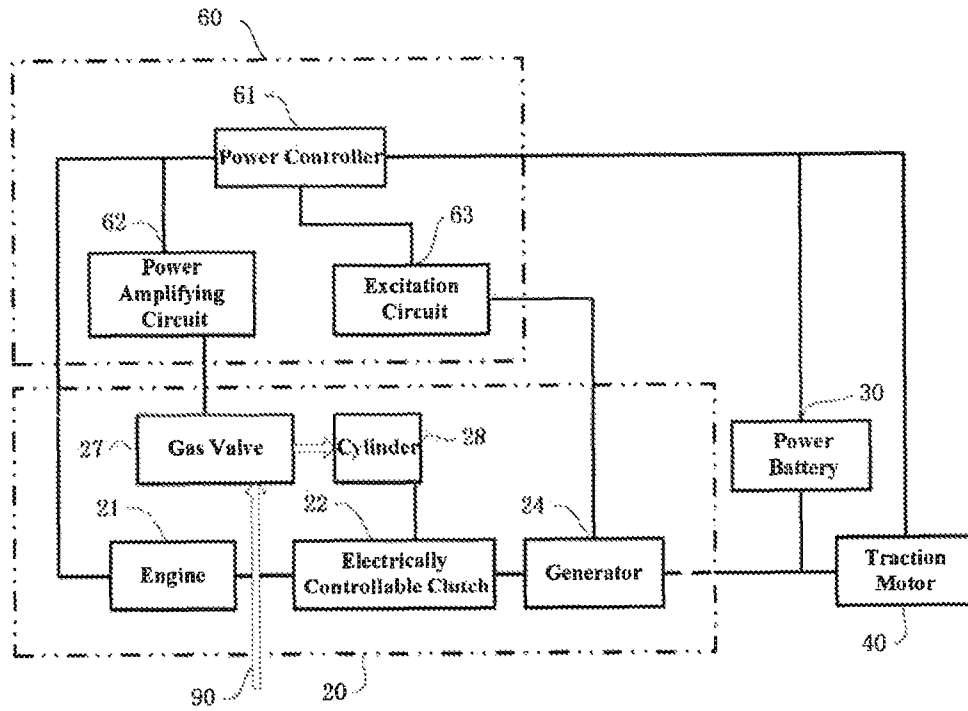 60
61
Power Controller
62
63
Power
Amplifying
Circuit
Excitation
Circuit
30
27
Gas Valve
Cylinder
28
Power
Battery
21
22
24
Engine
Electrically
Controllable Clutch
Generator
Traction
Motor
40
90
20